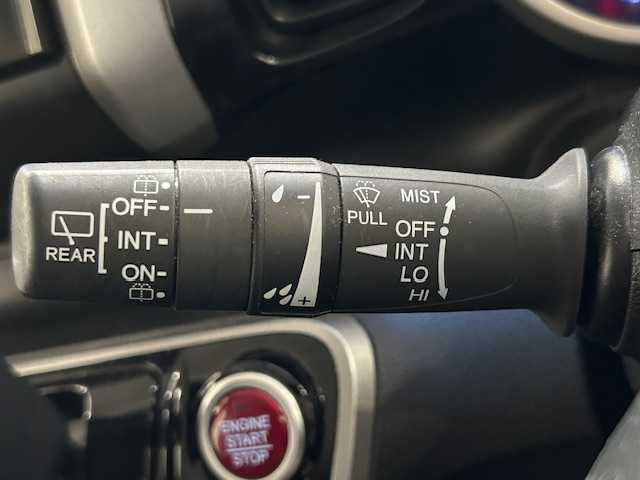 REAR
OFF
INT
ON
-
+
PULL
MIST
OFF
INT
LO
HI
ENGINE
START
STOP